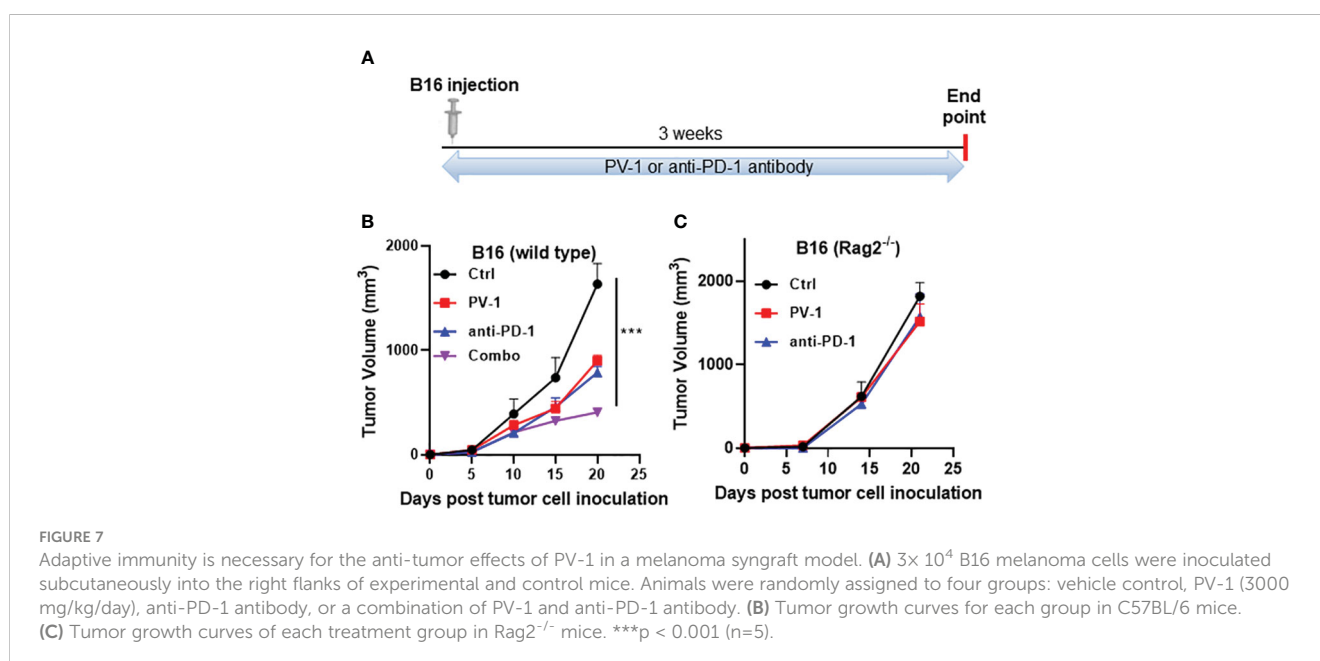 A
B16 injection
End
point
3 weeks
PV-1 or anti-PD-1 antibody
B
B16 (wild type)
Ctrl
PV-1
anti-PD-1
Combo
***
Tumor Volume (mm³)
2000
1000
0
0 5 10 15 20 25
Days post tumor cell inoculation
C
B16 (Rag2⁻/⁻)
Ctrl
PV-1
anti-PD-1
Tumor Volume (mm³)
2000
1000
0
0 5 10 15 20 25
Days post tumor cell inoculation
FIGURE 7
Adaptive immunity is necessary for the anti-tumor effects of PV-1 in a melanoma syngraft model. (A) 3× 10⁴ B16 melanoma cells were inoculated
subcutaneously into the right flanks of experimental and control mice. Animals were randomly assigned to four groups: vehicle control, PV-1 (3000
mg/kg/day), anti-PD-1 antibody, or a combination of PV-1 and anti-PD-1 antibody. (B) Tumor growth curves for each group in C57BL/6 mice.
(C) Tumor growth curves of each treatment group in Rag2⁻/⁻ mice. ***p < 0.001 (n=5).